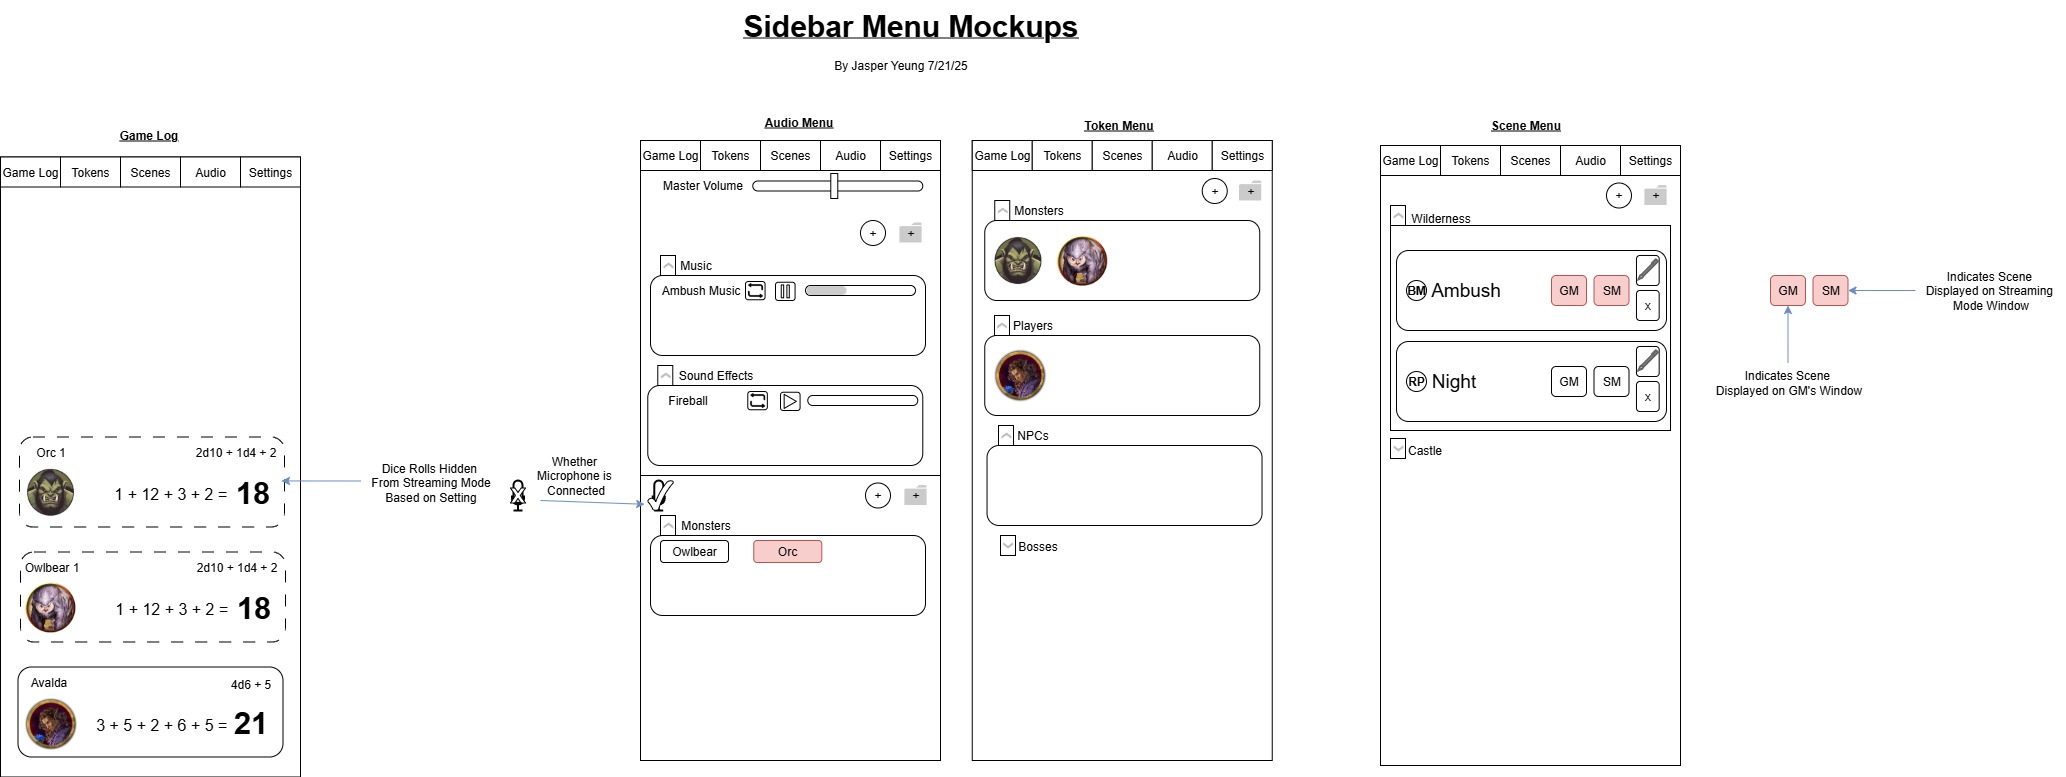 Sidebar Menu Mockups
By Jasper Yeung 7/21/25
Game Log
Game Log Tokens Scenes Audio Settings
Orc 1 2d10 + 1d4 + 2
1 + 12 + 3 + 2 = 18
Owlbear 1 2d10 + 1d4 + 2
1 + 12 + 3 + 2 = 18
Avalda 4d6 + 5
3 + 5 + 2 + 6 + 5 = 21
Dice Rolls Hidden
From Streaming Mode
Based on Setting
Whether
Microphone is
Connected
Audio Menu
Game Log Tokens Scenes Audio Settings
Master Volume
+ +
Music
Ambush Music
Sound Effects
Fireball
+ +
Monsters
Owlbear Orc
Token Menu
Game Log Tokens Scenes Audio Settings
+ +
Monsters
Players
NPCs
Bosses
Scene Menu
Game Log Tokens Scenes Audio Settings
+ +
Wilderness
BM Ambush GM SM
X
RP Night GM SM
X
Castle
GM SM
Indicates Scene
Displayed on Streaming
Mode Window
Indicates Scene
Displayed on GM's Window